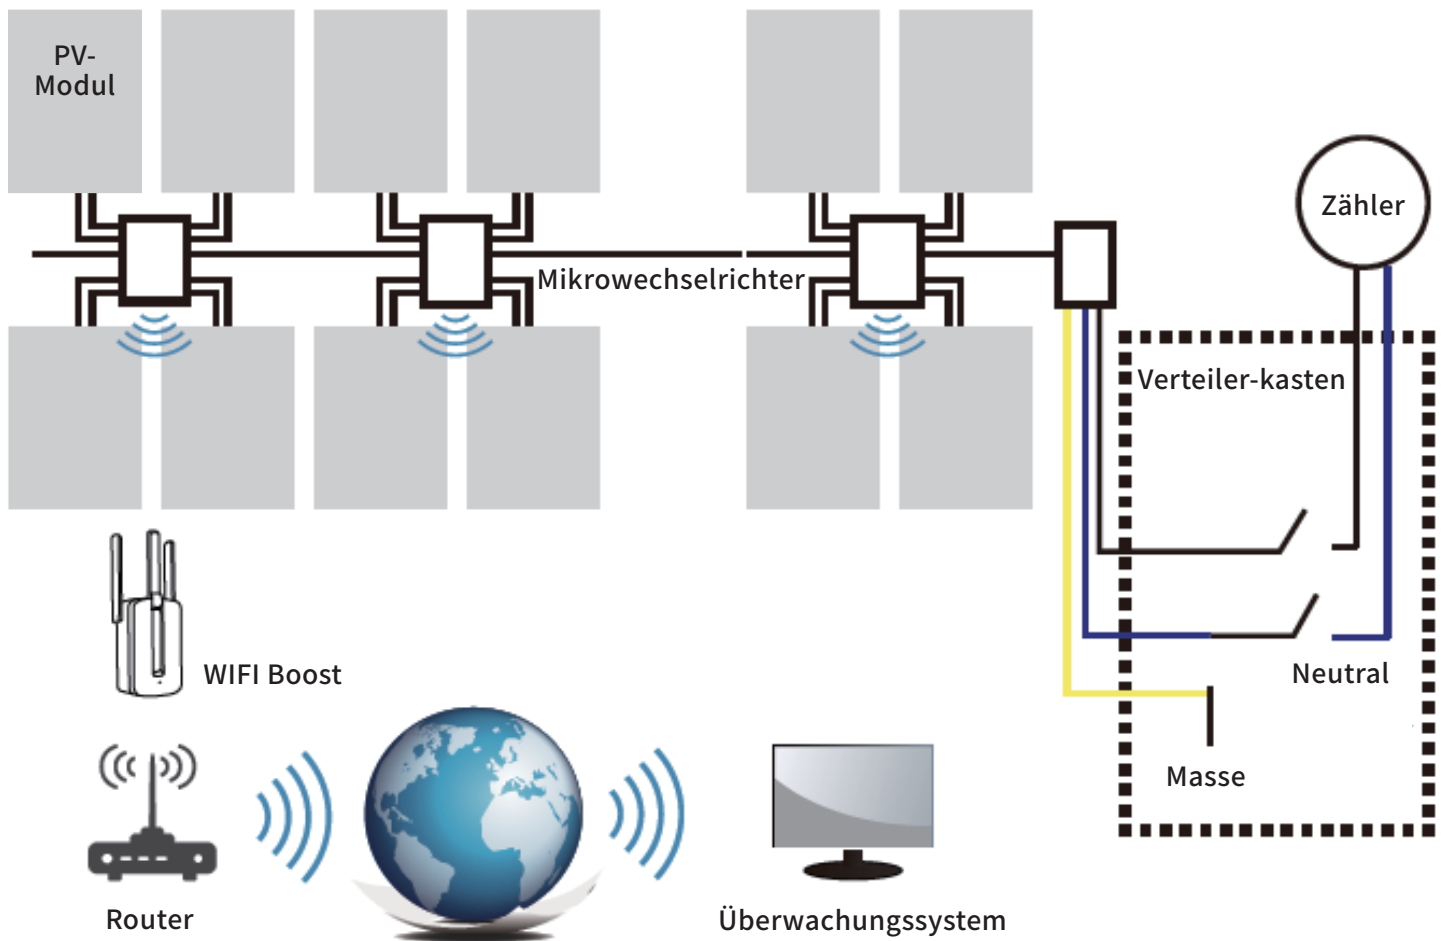 PV-
Modul
Zähler
Mikrowechselrichter
Verteiler-kasten
WIFI Boost
Neutral
Masse
Router
Überwachungssystem